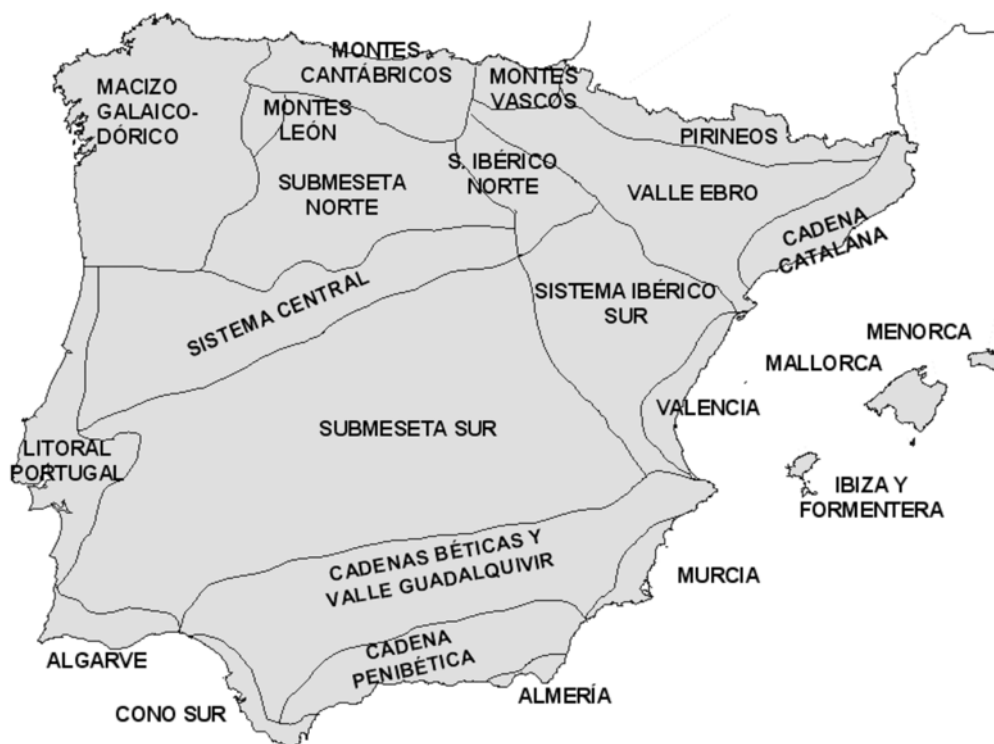 MONTES
CANTÁBRICOS
MONTES
VASCOS
MACIZO
GALAICO-
DÓRICO
MONTES
LEÓN
PIRINEOS
S. IBÉRICO
NORTE
SUBMESETA
NORTE
VALLE EBRO
CADENA
CATALANA
SISTEMA CENTRAL
SISTEMA IBÉRICO
SUR
MENORCA
MALLORCA
VALENCIA
SUBMESETA SUR
LITORAL
PORTUGAL
IBIZA Y
FORMENTERA
CADENAS BÉTICAS Y
VALLE GUADALQUIVIR
MURCIA
CADENA
PENIBÉTICA
ALGARVE
ALMERÍA
CONO SUR